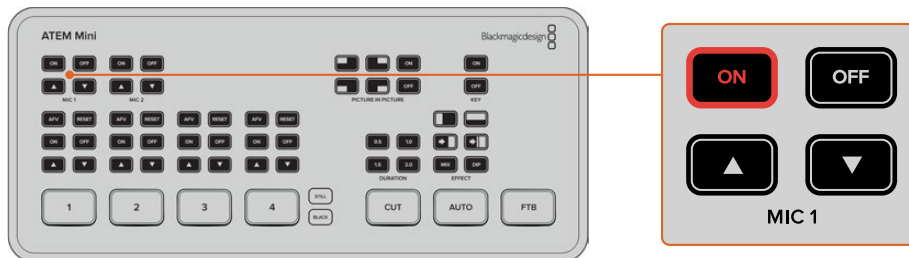 ATEM Mini
Blackmagicdesign
ON OFF ON OFF
MIC 1 MIC 2
ON
OFF
PICTURE IN PICTURE
ON
OFF
KEY
AFV RESET AFV RESET AFV RESET AFV RESET
ON OFF ON OFF ON OFF ON OFF
0.5 1.0
1.5 2.0
DURATION
MIX DIP
EFFECT
1 2 3 4
STILL
BLACK
CUT AUTO FTB
ON OFF
MIC 1